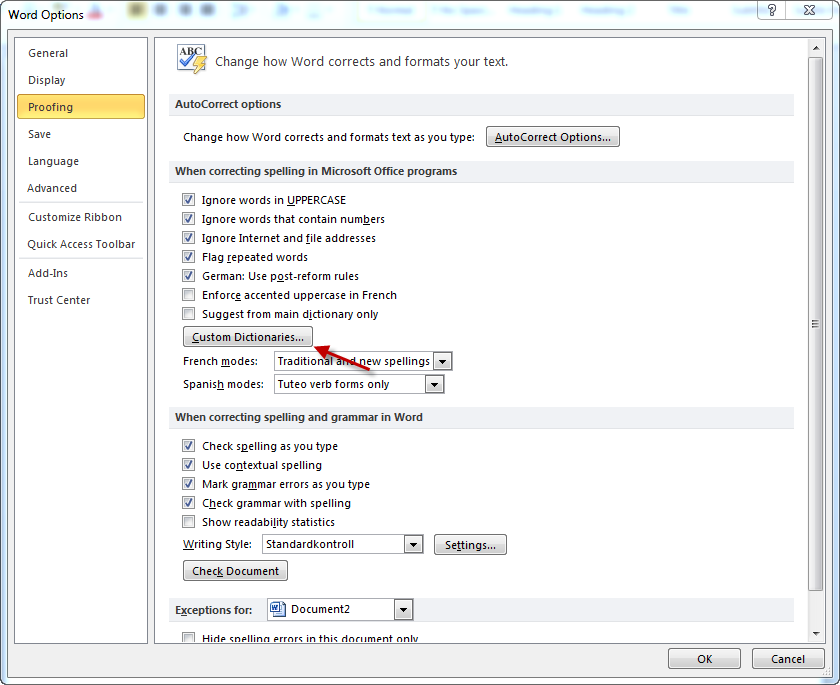 Word Options
General
Display
Proofing
Save
Language
Advanced
Customize Ribbon
Quick Access Toolbar
Add-Ins
Trust Center
ABC
Change how Word corrects and formats your text.
AutoCorrect options
Change how Word corrects and formats text as you type: AutoCorrect Options...
When correcting spelling in Microsoft Office programs
Ignore words in UPPERCASE
Ignore words that contain numbers
Ignore Internet and file addresses
Flag repeated words
German: Use post-reform rules
Enforce accented uppercase in French
Suggest from main dictionary only
Custom Dictionaries...
French modes: Traditional and new spellings
Spanish modes: Tuteo verb forms only
When correcting spelling and grammar in Word
Check spelling as you type
Use contextual spelling
Mark grammar errors as you type
Check grammar with spelling
Show readability statistics
Writing Style: Standardkontroll Settings...
Check Document
Exceptions for: Document2
Hide spelling errors in this document only
OK Cancel